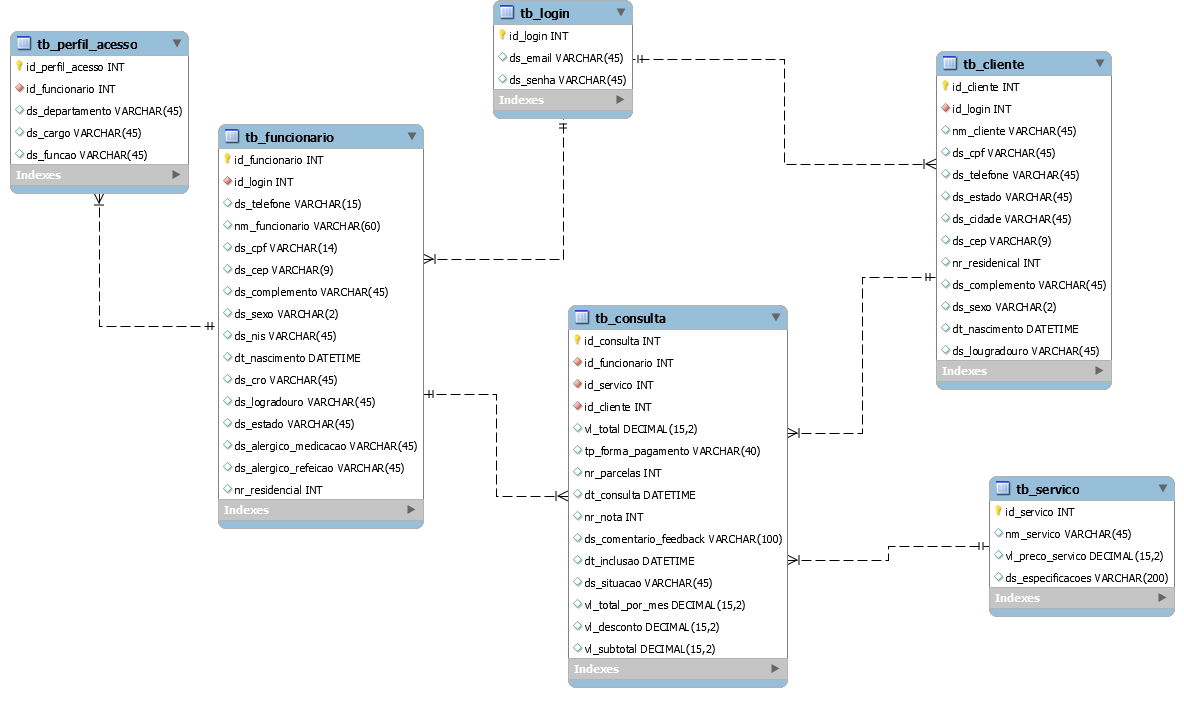 tb_perfil_acesso
id_perfil_acesso INT
id_funcionario INT
ds_departamento VARCHAR(45)
ds_cargo VARCHAR(45)
ds_funcao VARCHAR(45)
Indexes
tb_funcionario
id_funcionario INT
id_login INT
ds_telefone VARCHAR(15)
nm_funcionario VARCHAR(60)
ds_cpf VARCHAR(14)
ds_cep VARCHAR(9)
ds_complemento VARCHAR(45)
ds_sexo VARCHAR(2)
ds_nis VARCHAR(45)
dt_nascimento DATETIME
ds_cro VARCHAR(45)
ds_logradouro VARCHAR(45)
ds_estado VARCHAR(45)
ds_alergico_medicacao VARCHAR(45)
ds_alergico_refeicao VARCHAR(45)
nr_residencial INT
Indexes
tb_login
id_login INT
ds_email VARCHAR(45)
ds_senha VARCHAR(45)
Indexes
tb_consulta
id_consulta INT
id_funcionario INT
id_servico INT
id_cliente INT
vl_total DECIMAL(15,2)
tp_forma_pagamento VARCHAR(40)
nr_parcelas INT
dt_consulta DATETIME
nr_nota INT
ds_comentario_feedback VARCHAR(100)
dt_inclusao DATETIME
ds_situacao VARCHAR(45)
vl_total_por_mes DECIMAL(15,2)
vl_desconto DECIMAL(15,2)
vl_subtotal DECIMAL(15,2)
Indexes
tb_cliente
id_cliente INT
id_login INT
nm_cliente VARCHAR(45)
ds_cpf VARCHAR(45)
ds_telefone VARCHAR(45)
ds_estado VARCHAR(45)
ds_cidade VARCHAR(45)
ds_cep VARCHAR(9)
nr_residenical INT
ds_complemento VARCHAR(45)
ds_sexo VARCHAR(2)
dt_nascimento DATETIME
ds_lougradouro VARCHAR(45)
Indexes
tb_servico
id_servico INT
nm_servico VARCHAR(45)
vl_preco_servico DECIMAL(15,2)
ds_especificacoes VARCHAR(200)
Indexes